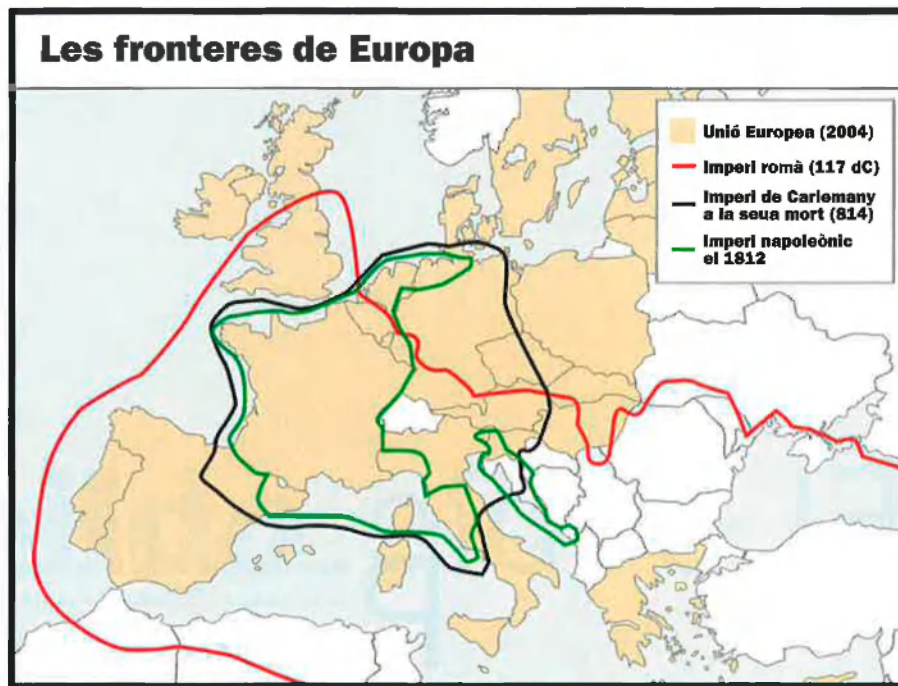 Les fronteres de Europa
Unió Europea (2004)
Imperi romà (117 dC)
Imperi de Carlemany
a la seua mort (814)
Imperi napoleònic
el 1812